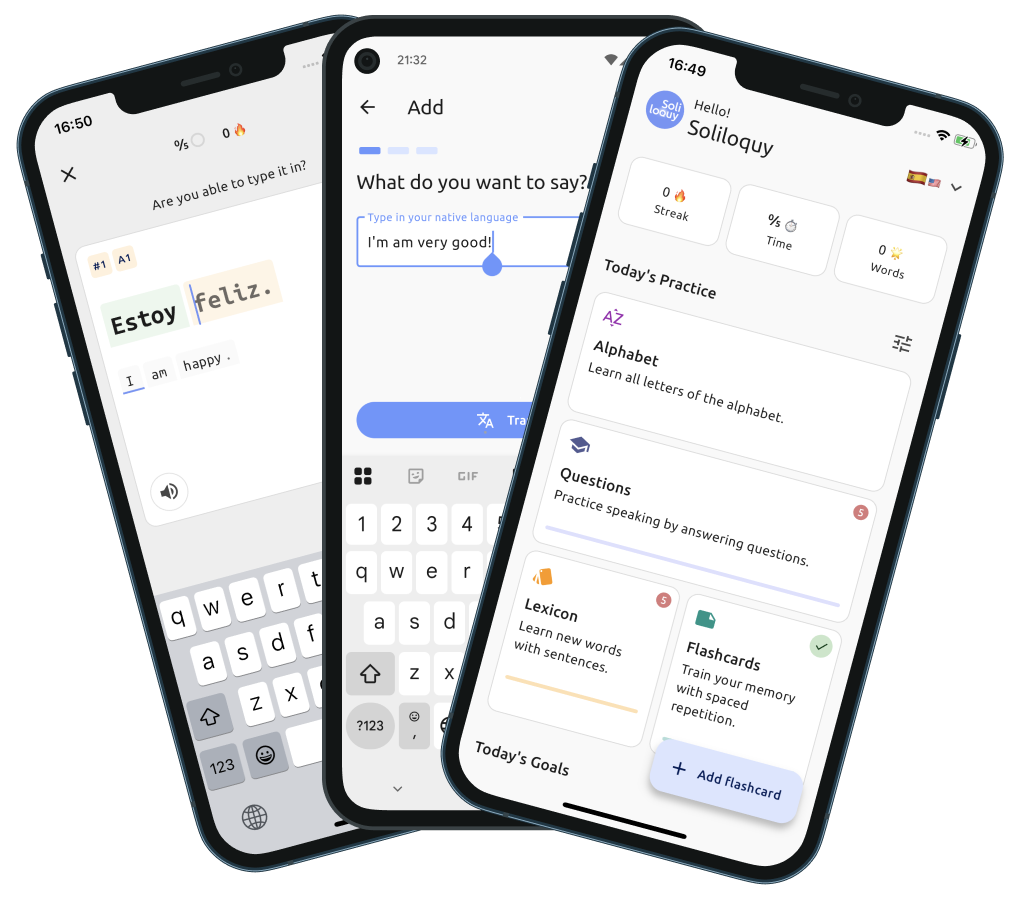 16:50
%
0
Are you able to type it in?
#1 A1
Estoy feliz.
I am happy .
q w e r t
a s d f
z x
123
21:32
Add
What do you want to say?
Type in your native language
I'm am very good!
GIF
1 2 3 4
q w e r
a s d
z x
?123 ,
16:49
Soliloquy
Hello!
Soliloquy
0
Streak
Time
0
Words
Today's Practice
AZ
Alphabet
Learn all letters of the alphabet.
Questions
5
Practice speaking by answering questions.
Lexicon
5
Learn new words
with sentences.
Flashcards
Train your memory
with spaced
repetition.
Today's Goals
+ Add flashcard